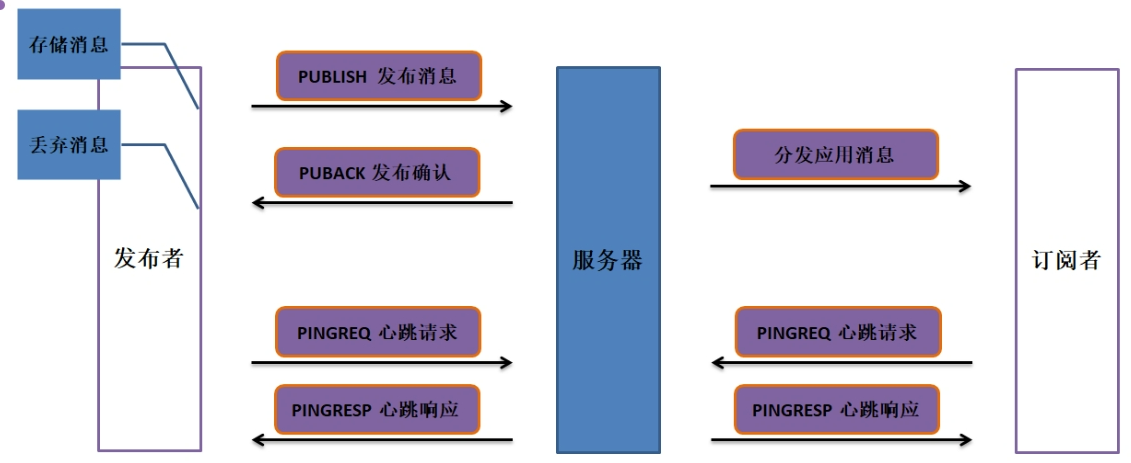 存储消息
丢弃消息
发布者
PUBLISH 发布消息
PUBACK 发布确认
PINGREQ 心跳请求
PINGRESP 心跳响应
服务器
分发应用消息
PINGREQ 心跳请求
PINGRESP 心跳响应
订阅者